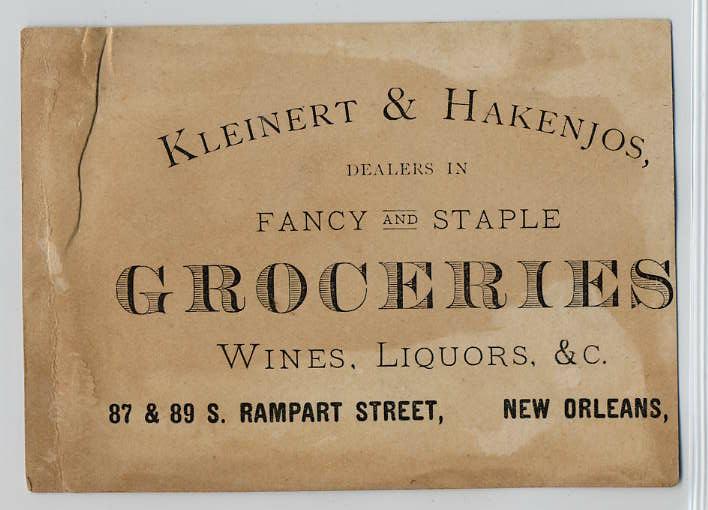 KLEINERT & HAKENJOS,
DEALERS IN
FANCY AND STAPLE
GROCERIES
WINES, LIQUORS, &C.
87 & 89 S. RAMPART STREET, NEW ORLEANS,